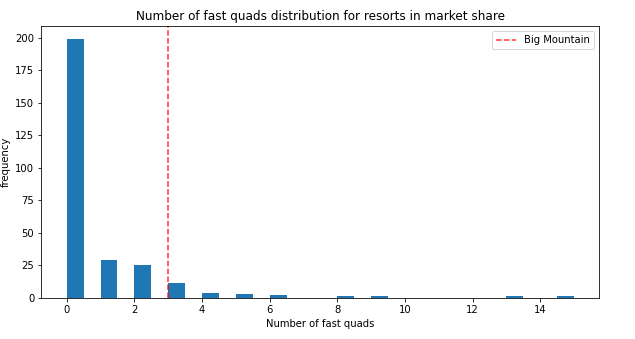 Number of fast quads distribution for resorts in market share
Big Mountain
200
175
150
125
100
75
50
25
0
frequency
0 2 4 6 8 10 12 14
Number of fast quads